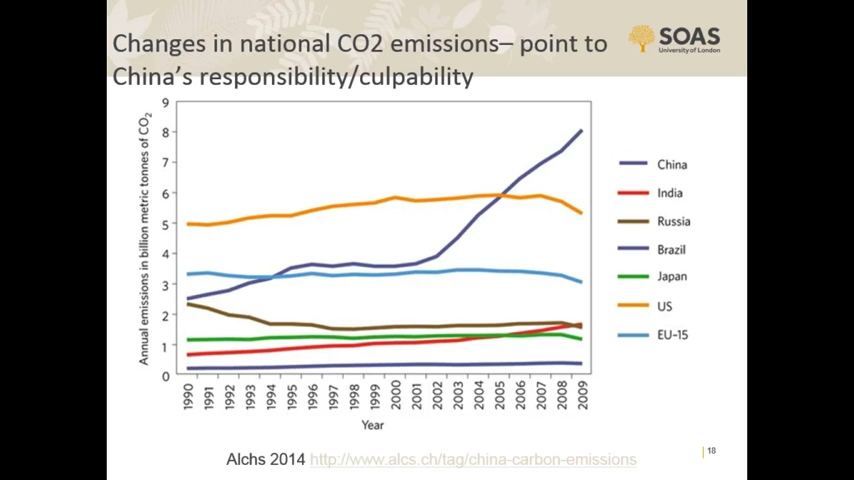 Changes in national CO2 emissions– point to
China's responsibility/culpability
SOAS
University of London
Annual emissions in billion metric tonnes of CO2
9
8
7
6
5
4
3
2
1
0
1990 1991 1992 1993 1994 1995 1996 1997 1998 1999 2000 2001 2002 2003 2004 2005 2006 2007 2008 2009
Year
China
India
Russia
Brazil
Japan
US
EU-15
Alchs 2014 http://www.alcs.ch/tag/china-carbon-emissions
18